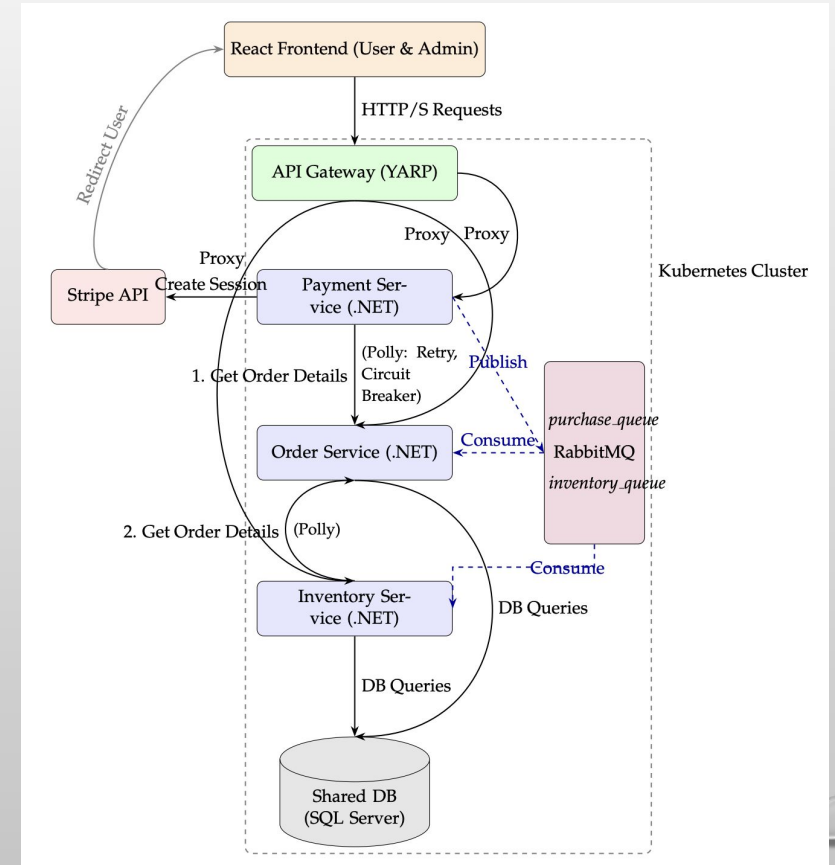 React Frontend (User & Admin)
Redirect User
HTTP/S Requests
API Gateway (YARP)
Proxy
Proxy
Proxy
Kubernetes Cluster
Stripe API
Create Session
Payment Ser-
vice (.NET)
1. Get Order Details
(Polly: Retry,
Circuit
Breaker)
Publish
purchase_queue
RabbitMQ
inventory_queue
Consume
Order Service (.NET)
2. Get Order Details
(Polly)
Consume
Inventory Ser-
vice (.NET)
DB Queries
DB Queries
Shared DB
(SQL Server)